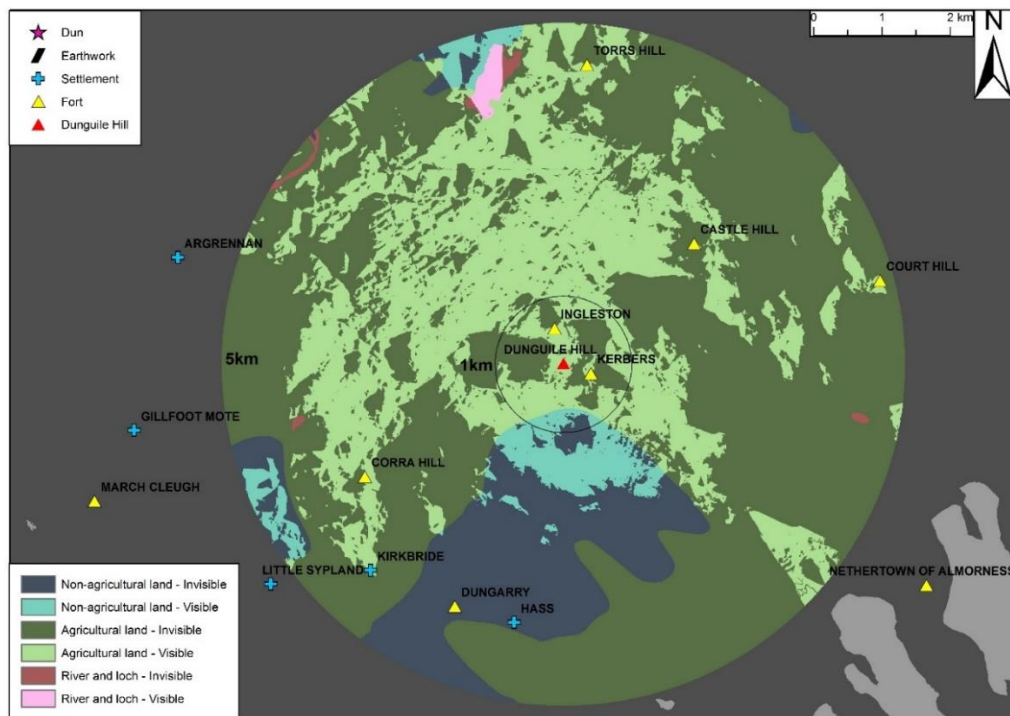 Dun
Earthwork
Settlement
Fort
Dunguile Hill
0 1 2 km
N
TORRS HILL
ARGRENNAN
CASTLE HILL
COURT HILL
INGLESTON
DUNGUILE HILL
5km
1km
KERBERS
GILLFOOT MOTE
CORRA HILL
MARCH CLEUGH
KIRKBRIDE
LITTLE SYPLAND
NETHERTOWN OF ALMORNESS
DUNGARRY
HASS
Non-agricultural land - Invisible
Non-agricultural land - Visible
Agricultural land - Invisible
Agricultural land - Visible
River and loch - Invisible
River and loch - Visible